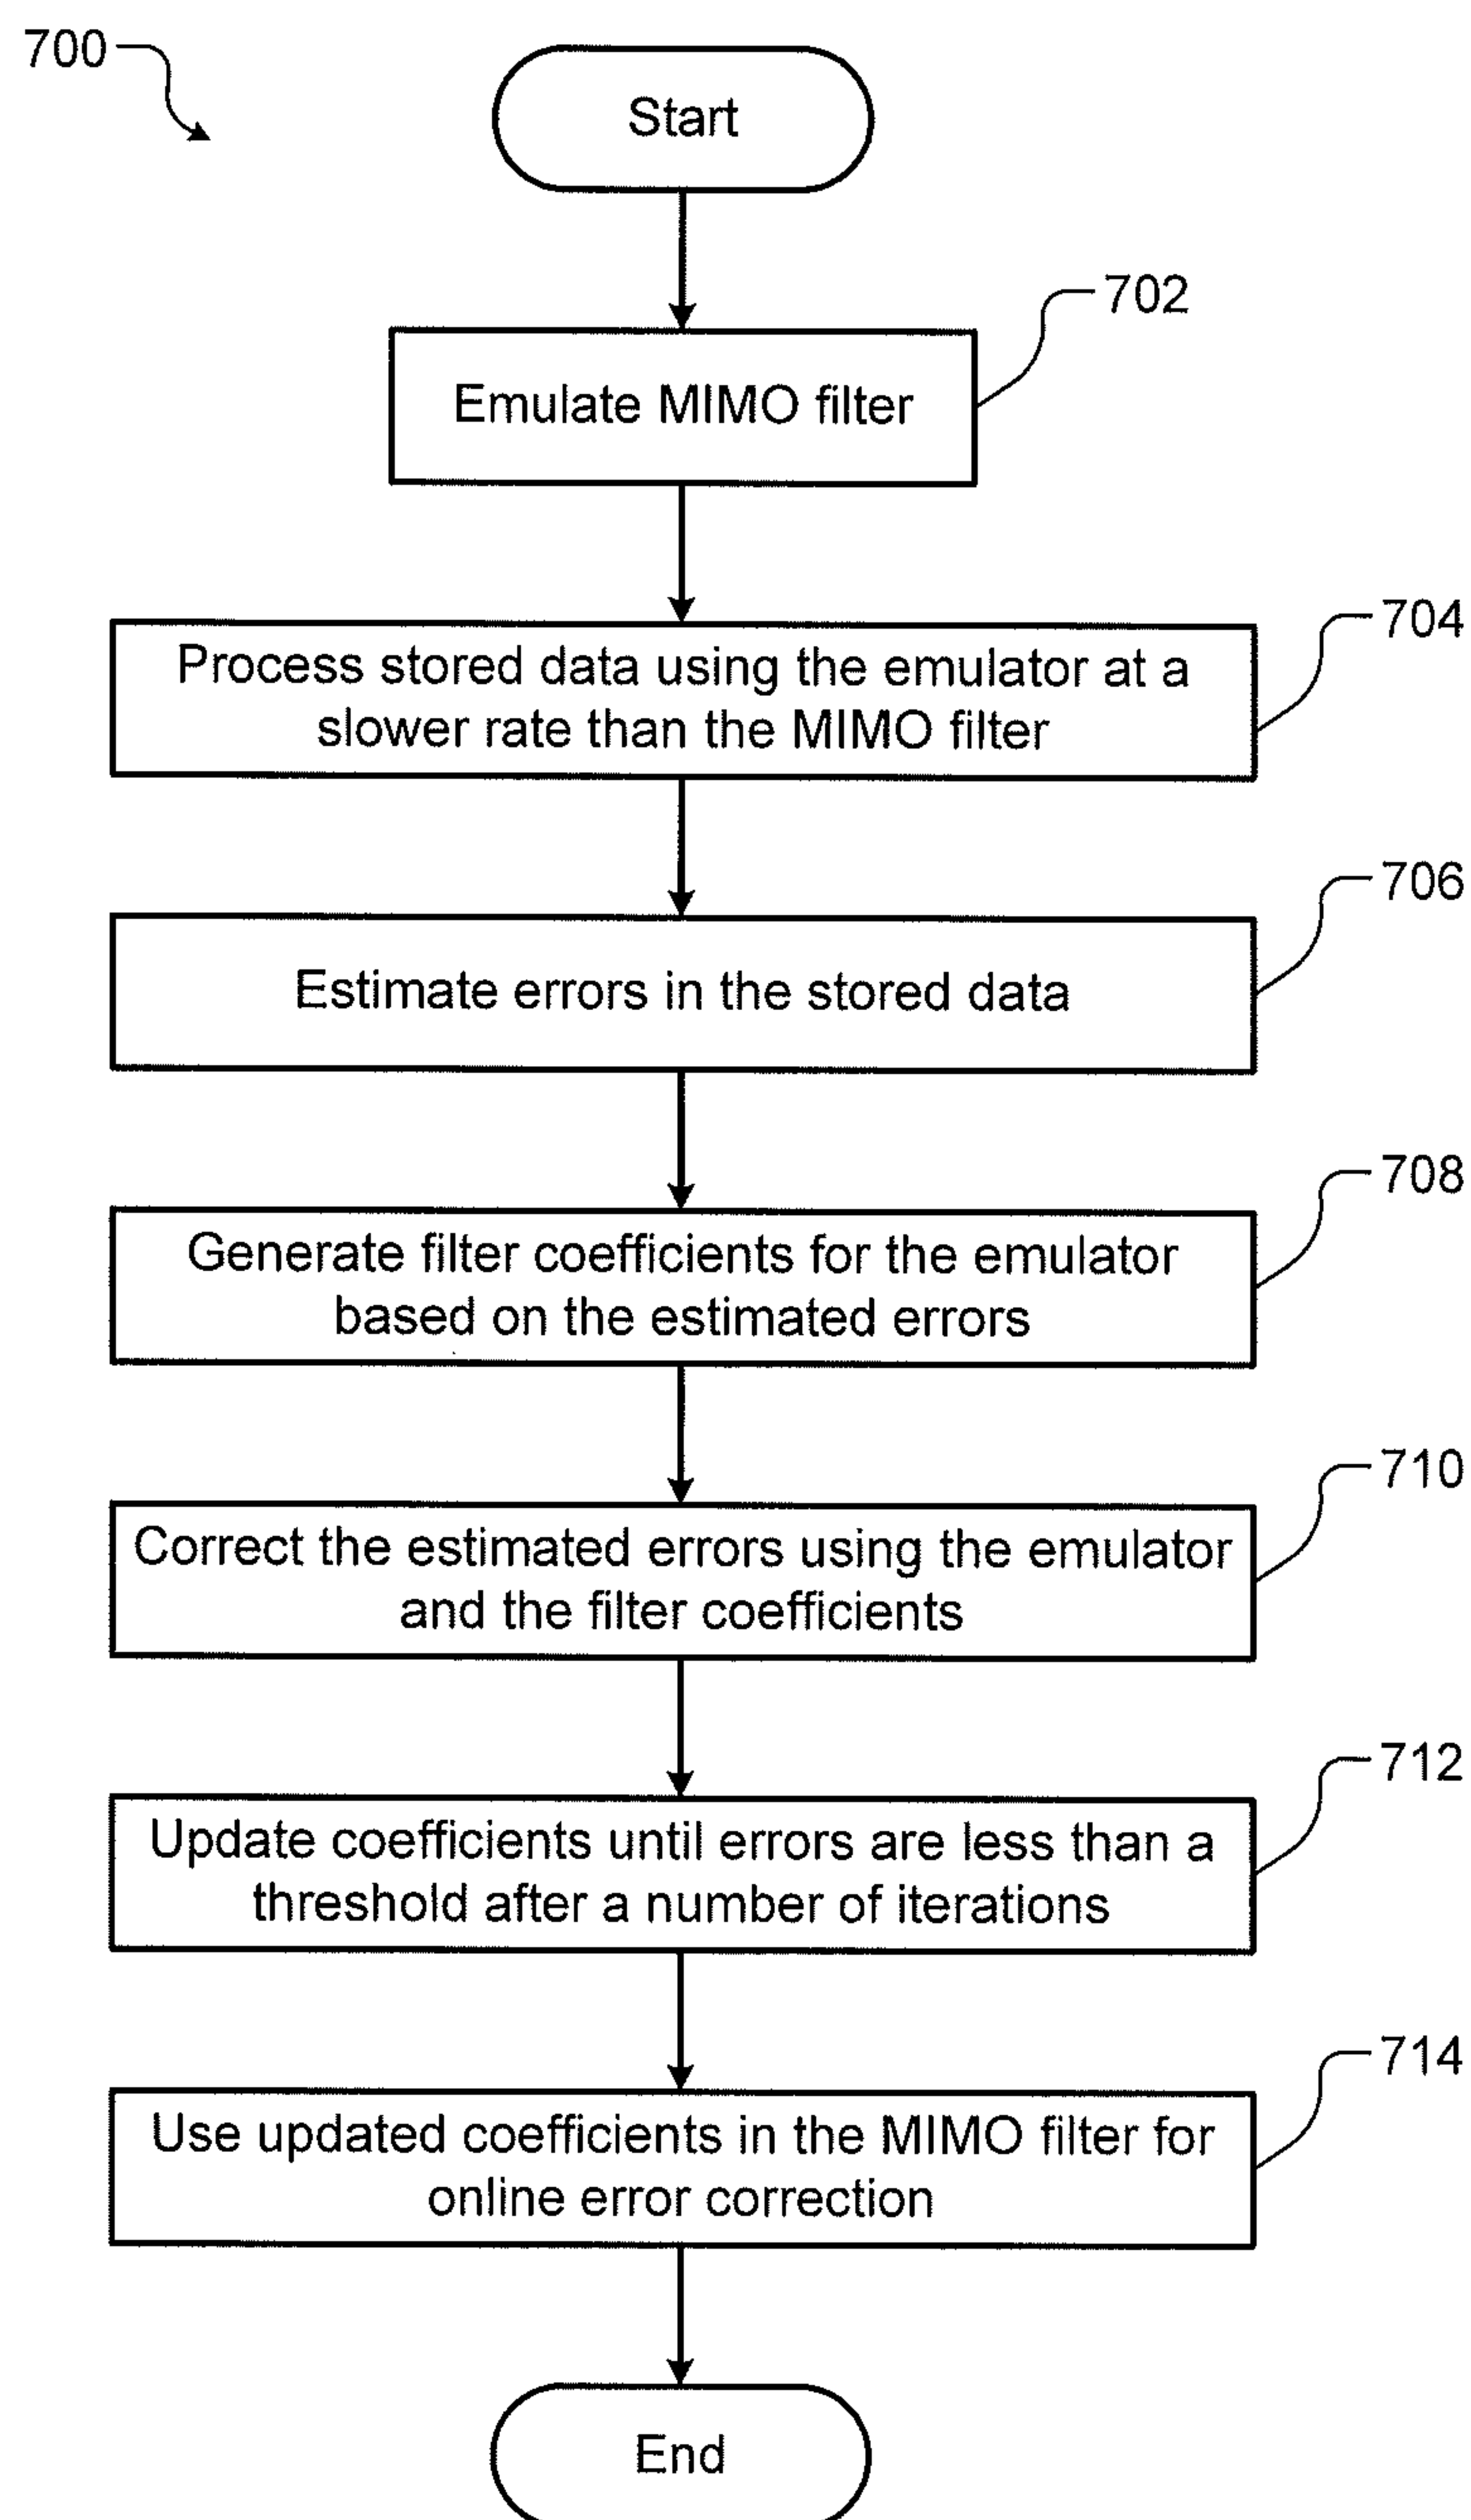 700
Start
702
Emulate MIMO filter
704
Process stored data using the emulator at a
slower rate than the MIMO filter
706
Estimate errors in the stored data
708
Generate filter coefficients for the emulator
based on the estimated errors
710
Correct the estimated errors using the emulator
and the filter coefficients
712
Update coefficients until errors are less than a
threshold after a number of iterations
714
Use updated coefficients in the MIMO filter for
online error correction
End